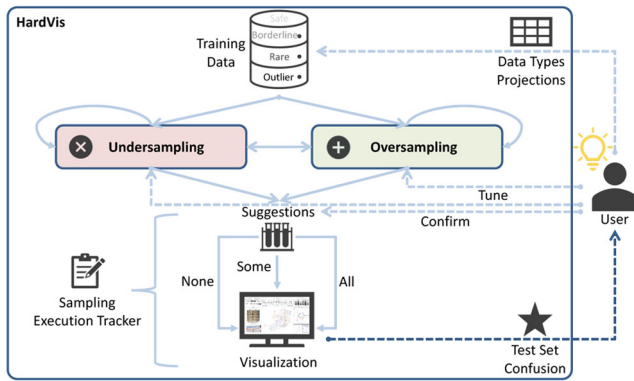 HardVis
Safe
Borderline
Rare
Outlier
Training
Data
Data Types
Projections
Undersampling
Oversampling
Tune
Suggestions
Confirm
User
None
Some
All
Sampling
Execution Tracker
Visualization
Test Set
Confusion